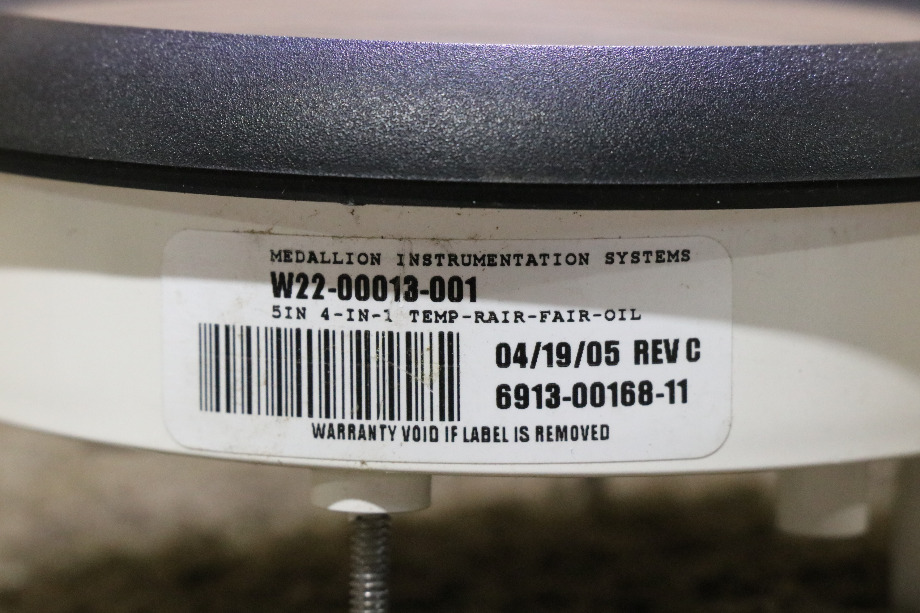 MEDALLION INSTRUMENTATION SYSTEMS
W22-00013-001
5IN 4-IN-1 TEMP-RAIR-FAIR-OIL
04/19/05 REV C
6913-00168-11
WARRANTY VOID IF LABEL IS REMOVED